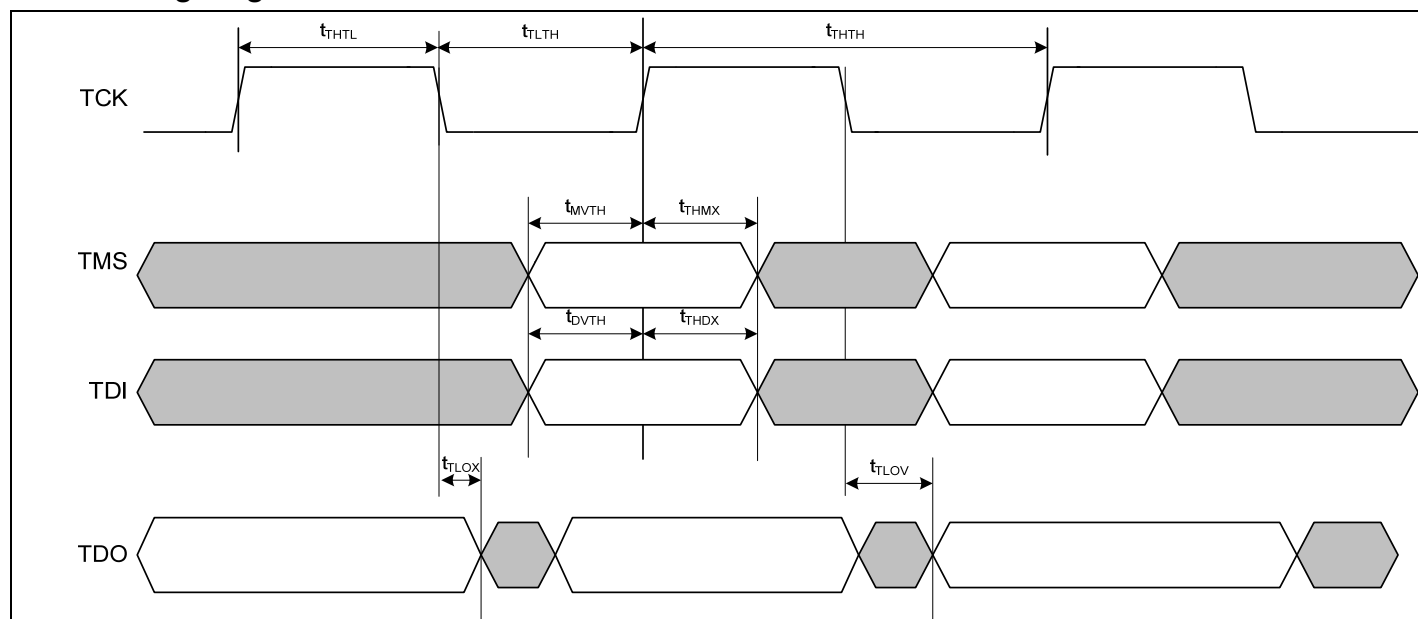 tTHTL tTLTH tTHTH
TCK
tMVTH tTHMX
TMS
tDVTH tTHDX
TDI
tTLOX tTLOV
TDO